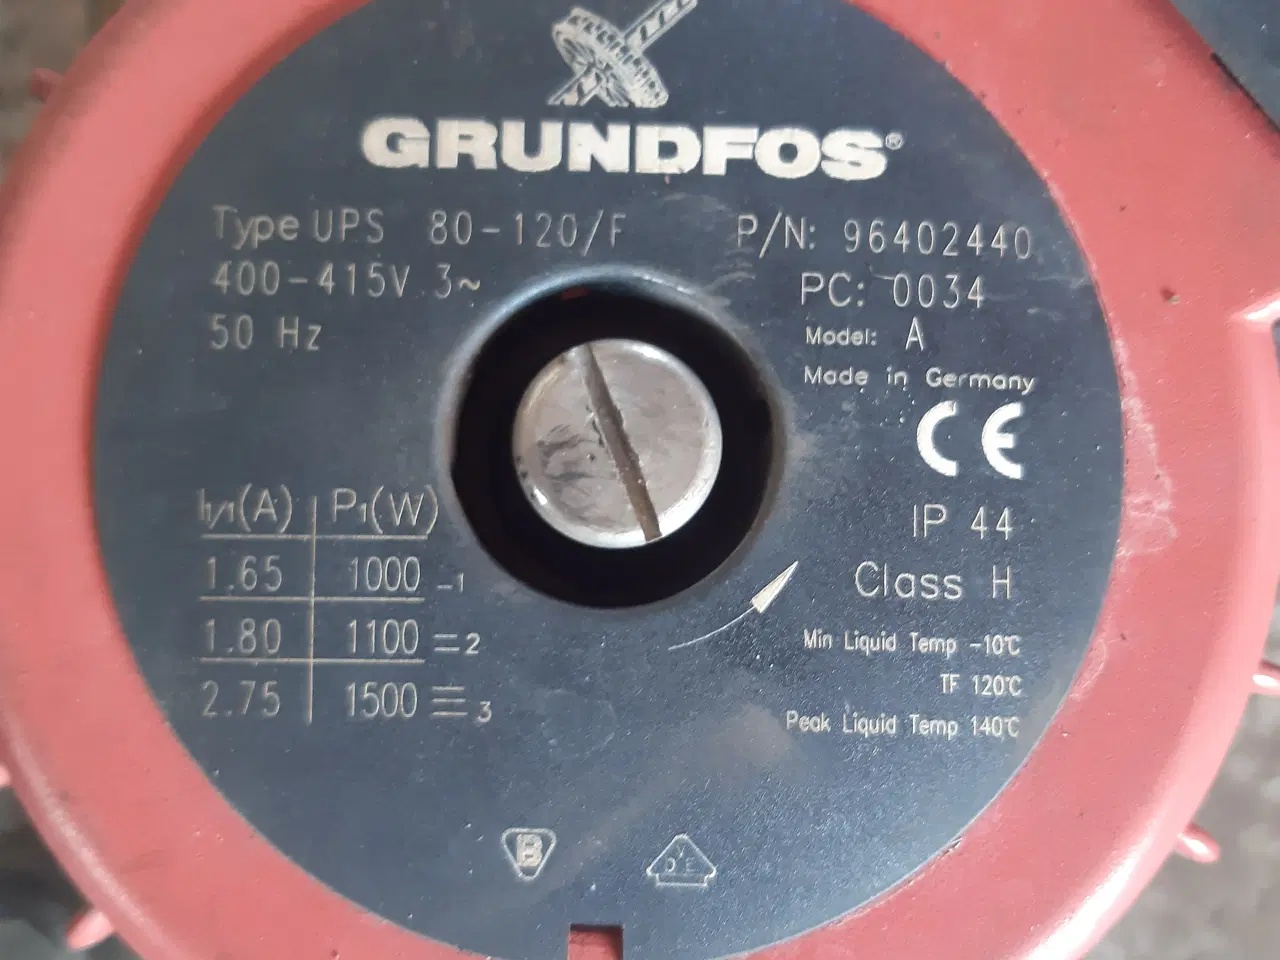 GRUNDFOS®
Type UPS 80-120/F
400-415V 3~
50 Hz
P/N: 96402440
PC: 0034
Model: A
Made in Germany
CE
I1/1(A) P1(W)
1.65 1000 1
1.80 1100 2
2.75 1500 3
IP 44
Class H
Min Liquid Temp -10°C
TF 120°C
Peak Liquid Temp 140°C
B
VDE